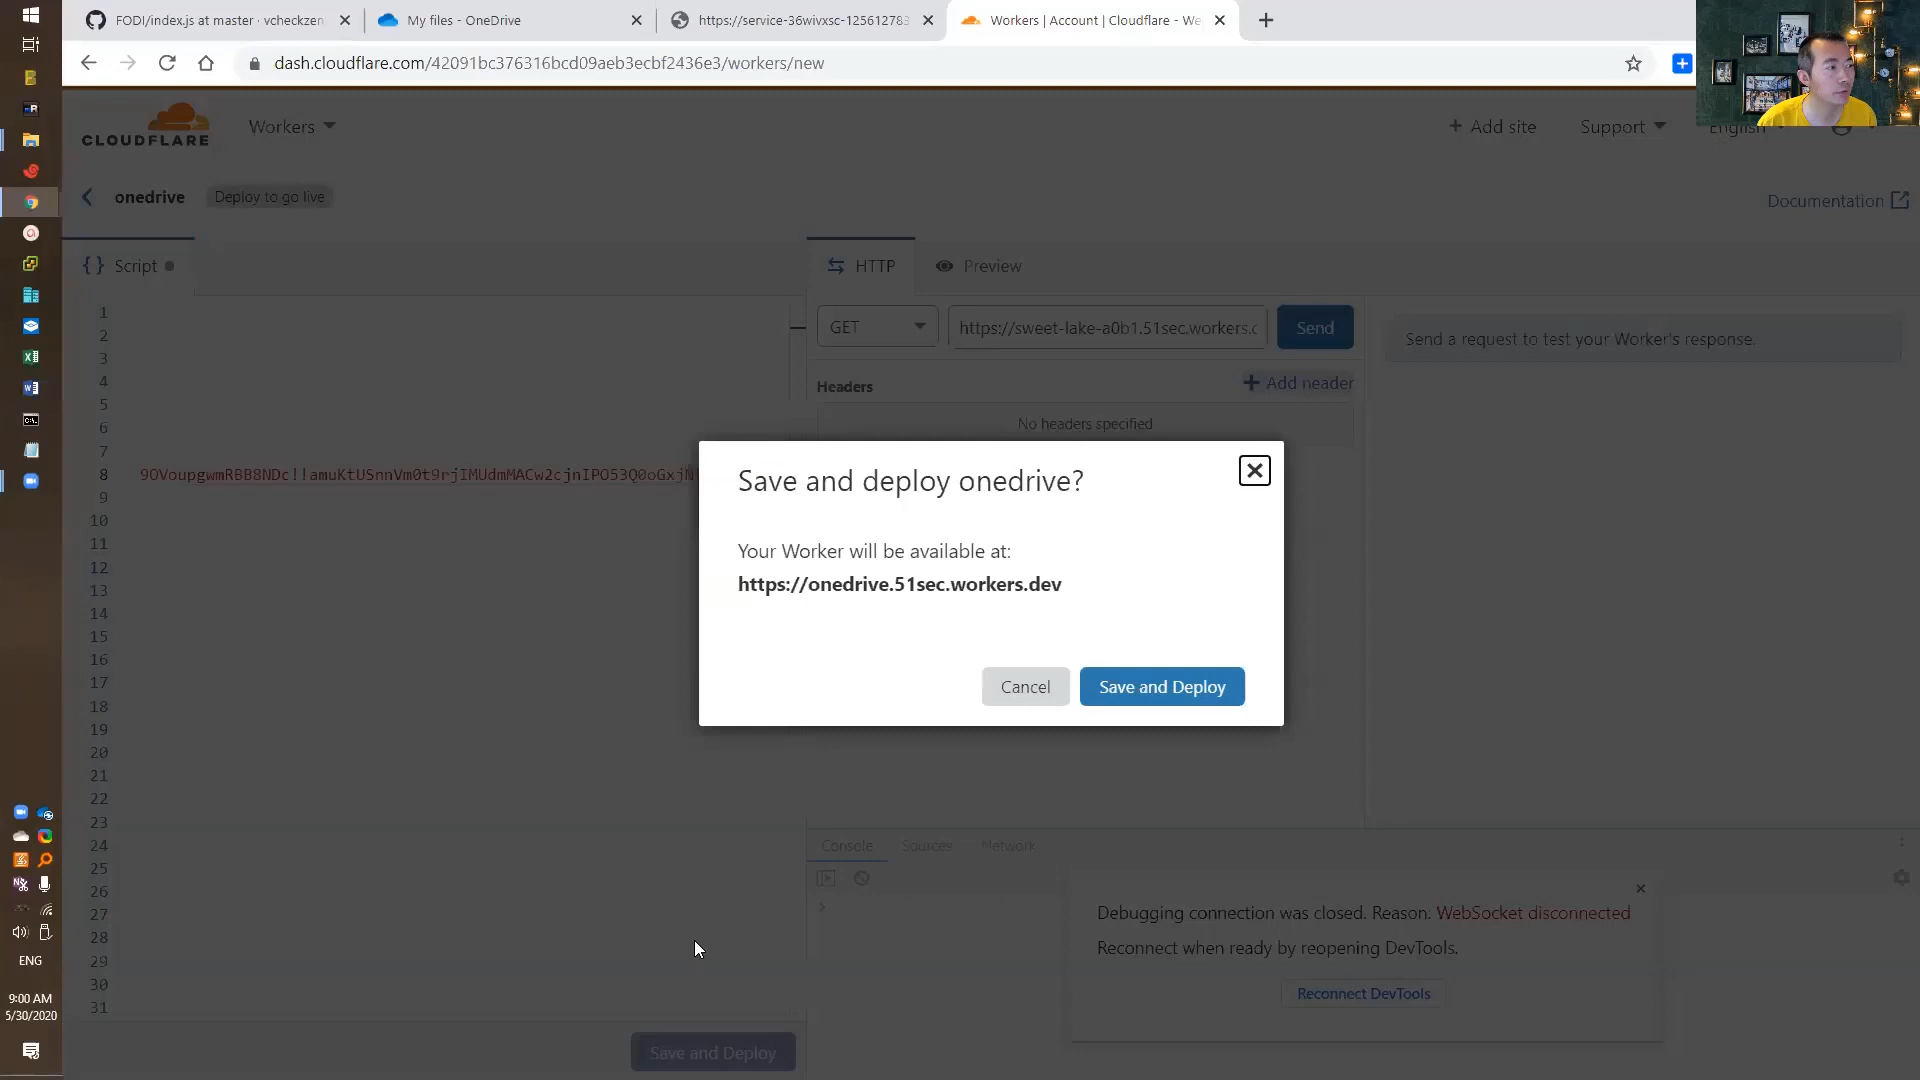 FODI/index.js at master · vcheckzen
My files - OneDrive
https://service-36wivxsc-125612783
Workers | Account | Cloudflare - We
dash.cloudflare.com/42091bc376316bcd09aeb3ecbf2436e3/workers/new
CLOUDFLARE
Workers
+ Add site
Support
English
onedrive
Deploy to go live
Documentation
{ } Script
HTTP
Preview
GET
https://sweet-lake-a0b1.51sec.workers.c
Send
Send a request to test your Worker's response.
Headers
+ Add header
No headers specified
1
2
3
4
5
6
7
8 9OVoupgwmRBB8NDc!!amuKtUSnnVm0t9rjIMUdmMACw2cjnIPO53Q0oGxjN
9
10
11
12
13
14
15
16
17
18
19
20
21
22
23
24
25
26
27
28
29
30
31
Save and deploy onedrive?
Your Worker will be available at:
https://onedrive.51sec.workers.dev
Cancel
Save and Deploy
Console
Sources
Network
Debugging connection was closed. Reason: WebSocket disconnected
Reconnect when ready by reopening DevTools.
Reconnect DevTools
Save and Deploy
ENG
9:00 AM
5/30/2020